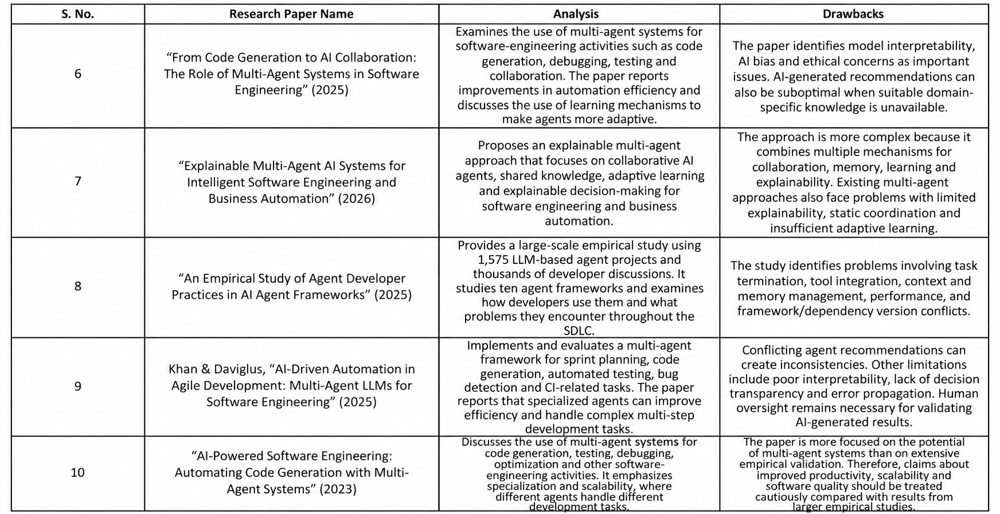 S. No.
Research Paper Name
Analysis
Drawbacks
6
“From Code Generation to AI Collaboration:
The Role of Multi-Agent Systems in Software
Engineering” (2025)
Examines the use of multi-agent systems for
software-engineering activities such as code
generation, debugging, testing and
collaboration. The paper reports
improvements in automation efficiency and
discusses the use of learning mechanisms to
make agents more adaptive.
The paper identifies model interpretability,
AI bias and ethical concerns as important
issues. AI-generated recommendations can
also be suboptimal when suitable domain-
specific knowledge is unavailable.
7
“Explainable Multi-Agent AI Systems for
Intelligent Software Engineering and
Business Automation” (2026)
Proposes an explainable multi-agent
approach that focuses on collaborative AI
agents, shared knowledge, adaptive learning
and explainable decision-making for
software engineering and business
automation.
The approach is more complex because it
combines multiple mechanisms for
collaboration, memory, learning and
explainability. Existing multi-agent
approaches also face problems with limited
explainability, static coordination and
insufficient adaptive learning.
8
“An Empirical Study of Agent Developer
Practices in AI Agent Frameworks” (2025)
Provides a large-scale empirical study using
1,575 LLM-based agent projects and
thousands of developer discussions. It
studies ten agent frameworks and examines
how developers use them and what
problems they encounter throughout the
SDLC.
The study identifies problems involving task
termination, tool integration, context and
memory management, performance, and
framework/dependency version conflicts.
9
Khan & Daviglus, “AI-Driven Automation in
Agile Development: Multi-Agent LLMs for
Software Engineering” (2025)
Implements and evaluates a multi-agent
framework for sprint planning, code
generation, automated testing, bug
detection and CI-related tasks. The paper
reports that specialized agents can improve
efficiency and handle complex multi-step
development tasks.
Conflicting agent recommendations can
create inconsistencies. Other limitations
include poor interpretability, lack of decision
transparency and error propagation. Human
oversight remains necessary for validating
AI-generated results.
10
“AI-Powered Software Engineering:
Automating Code Generation with Multi-
Agent Systems” (2023)
Discusses the use of multi-agent systems for
code generation, testing, debugging,
optimization and other software-
engineering activities. It emphasizes
specialization and scalability, where
different agents handle different
development tasks.
The paper is more focused on the potential
of multi-agent systems than on extensive
empirical validation. Therefore, claims about
improved productivity, scalability and
software quality should be treated
cautiously compared with results from
larger empirical studies.